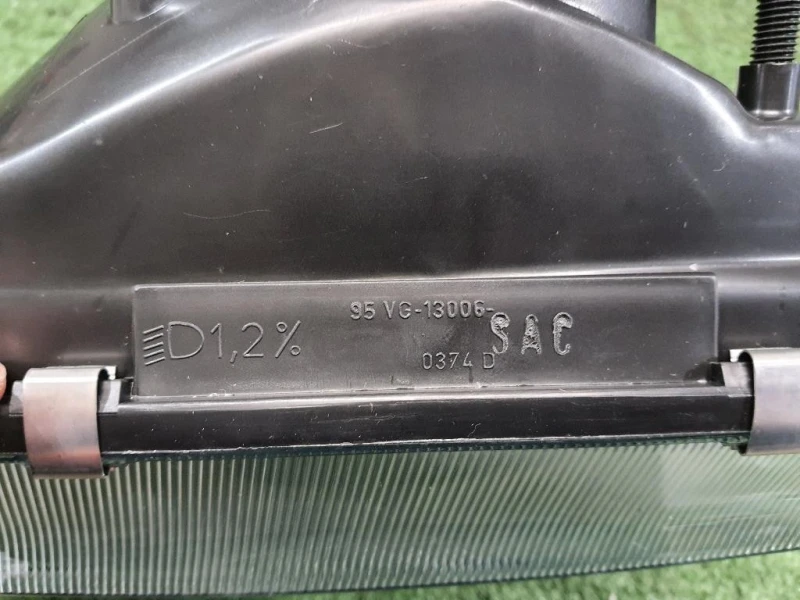 95 VG-13006-
D1,2%
SAC
0374 D